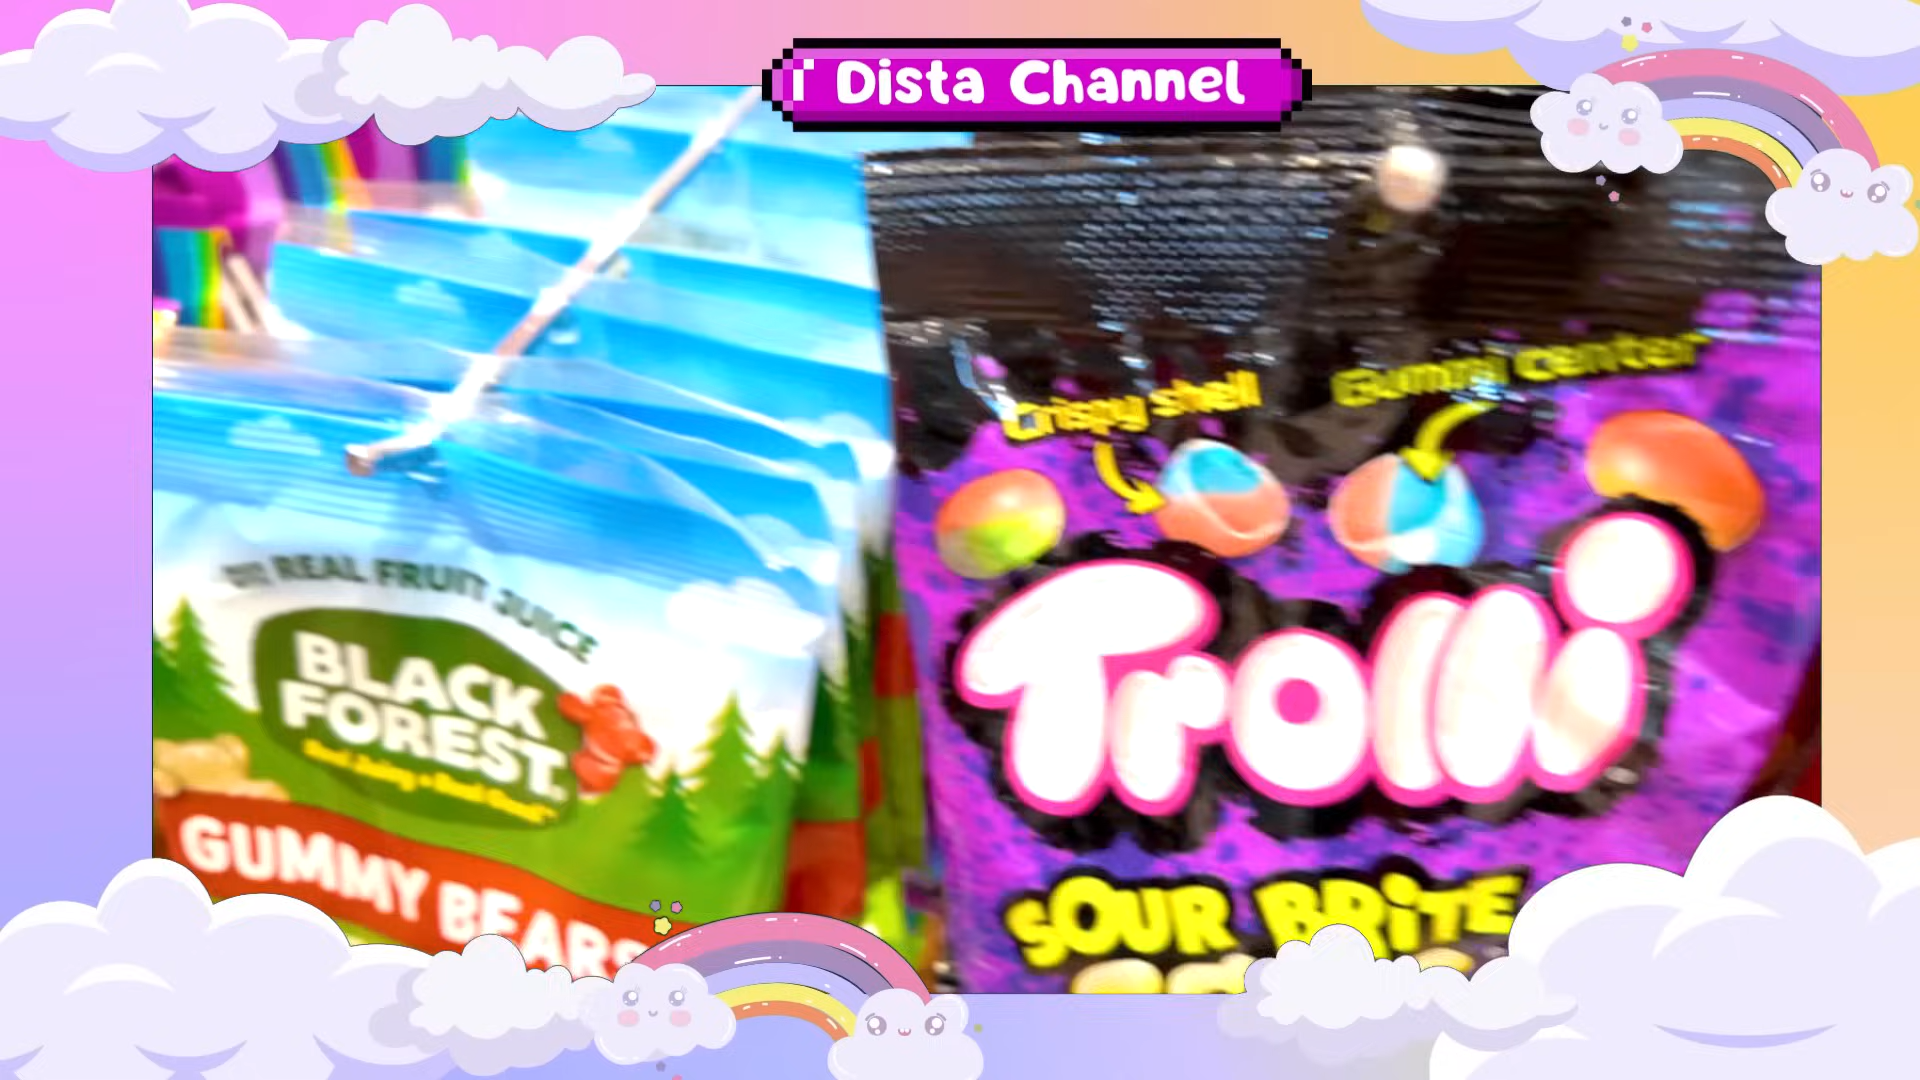 Dista Channel
Crispy shell
Gummi Center
REAL FRUIT JUICE
BLACK
FOREST
GUMMY BEARS
Trolli
SOUR BRiTE